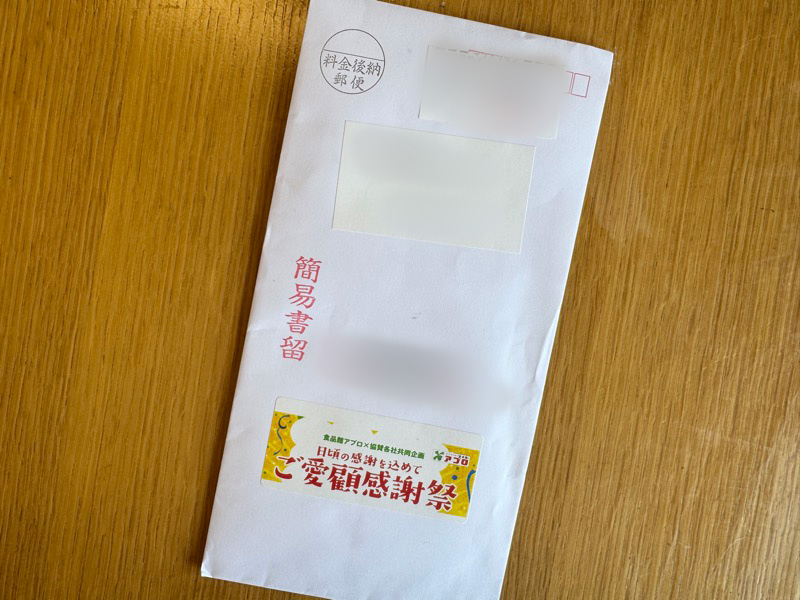 料金後納
郵便
簡易書留
食品館アプロ×協賛各社共同企画
アプロ
日頃の感謝を込めて
ご愛顧感謝祭